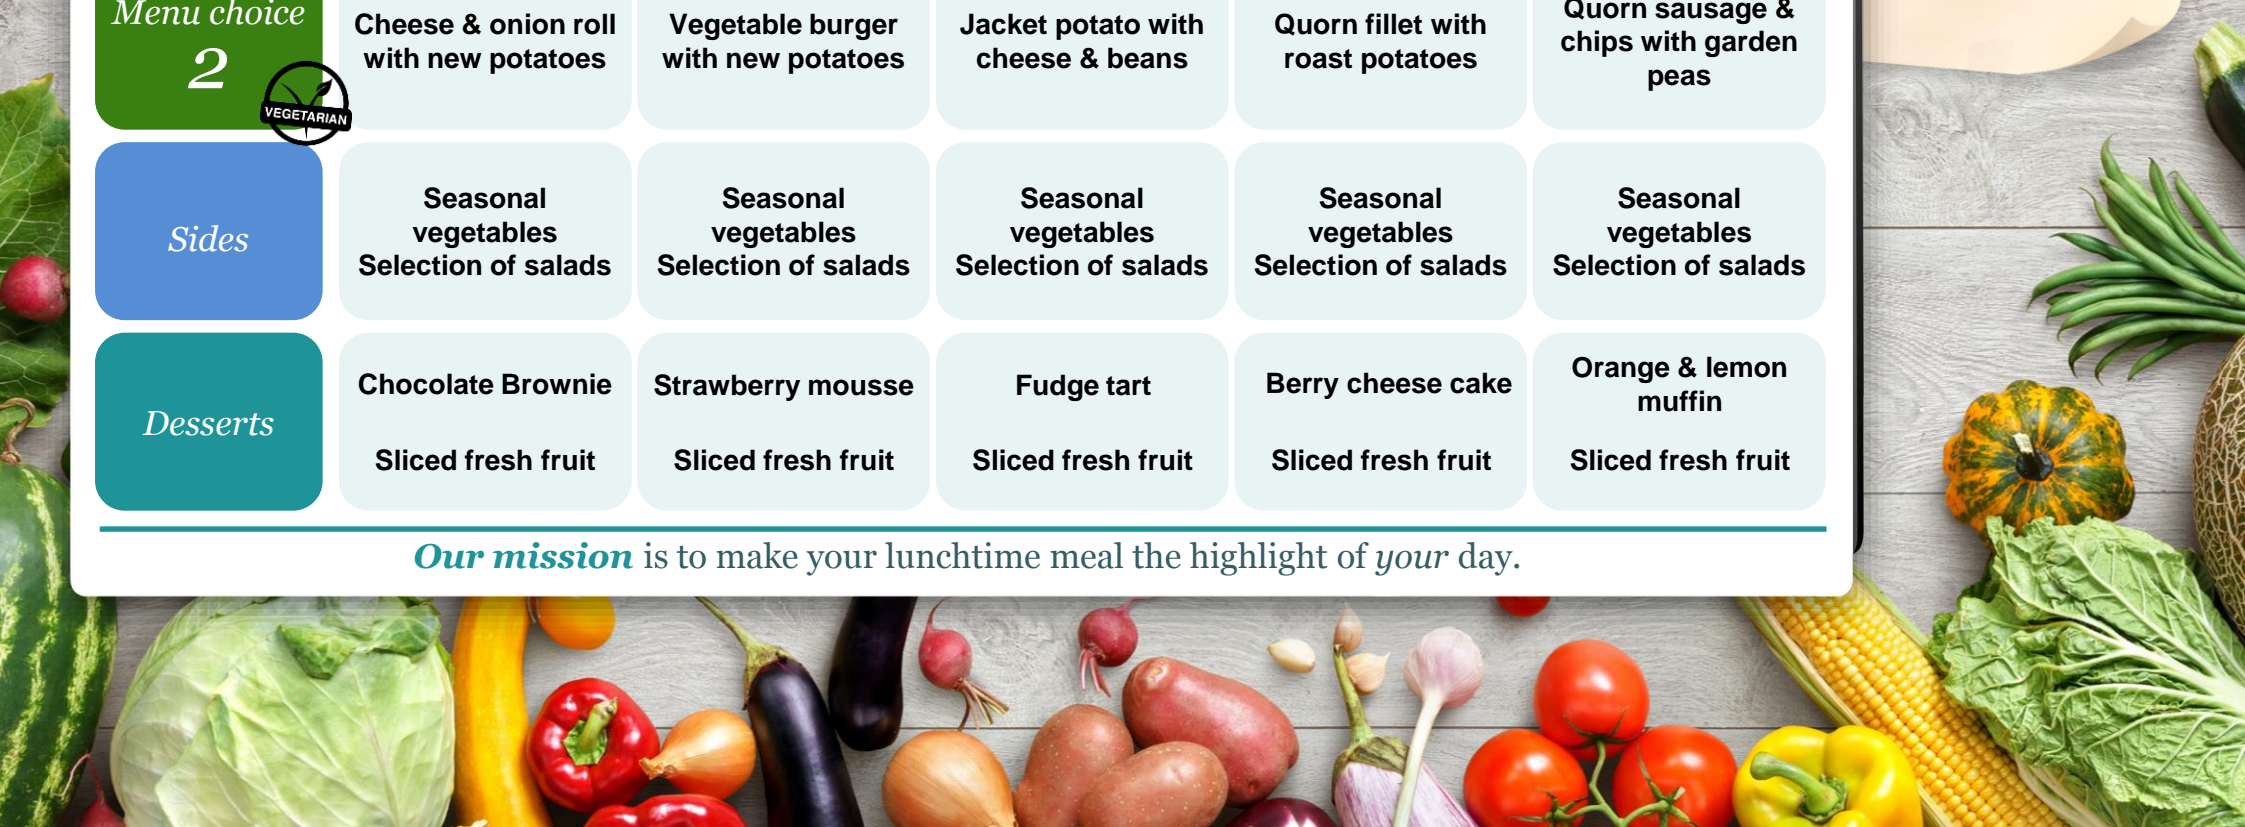 Menu choice
2
VEGETARIAN
Cheese & onion roll
with new potatoes
Vegetable burger
with new potatoes
Jacket potato with
cheese & beans
Quorn fillet with
roast potatoes
Quorn sausage &
chips with garden
peas
Sides
Seasonal
vegetables
Selection of salads
Seasonal
vegetables
Selection of salads
Seasonal
vegetables
Selection of salads
Seasonal
vegetables
Selection of salads
Seasonal
vegetables
Selection of salads
Desserts
Chocolate Brownie
Sliced fresh fruit
Strawberry mousse
Sliced fresh fruit
Fudge tart
Sliced fresh fruit
Berry cheese cake
Sliced fresh fruit
Orange & lemon
muffin
Sliced fresh fruit
Our mission is to make your lunchtime meal the highlight of your day.